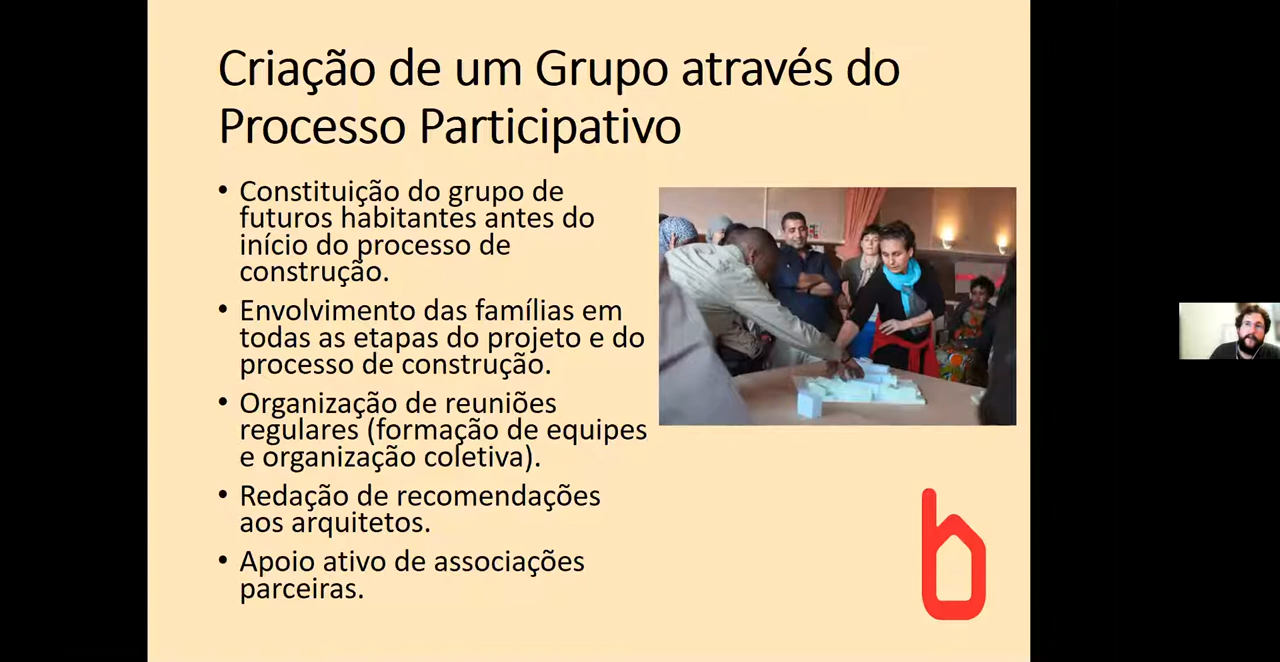 Criação de um Grupo através do
Processo Participativo
• Constituição do grupo de
futuros habitantes antes do
início do processo de
construção.
• Envolvimento das famílias em
todas as etapas do projeto e do
processo de construção.
• Organização de reuniões
regulares (formação de equipes
e organização coletiva).
• Redação de recomendações
aos arquitetos.
• Apoio ativo de associações
parceiras.
b